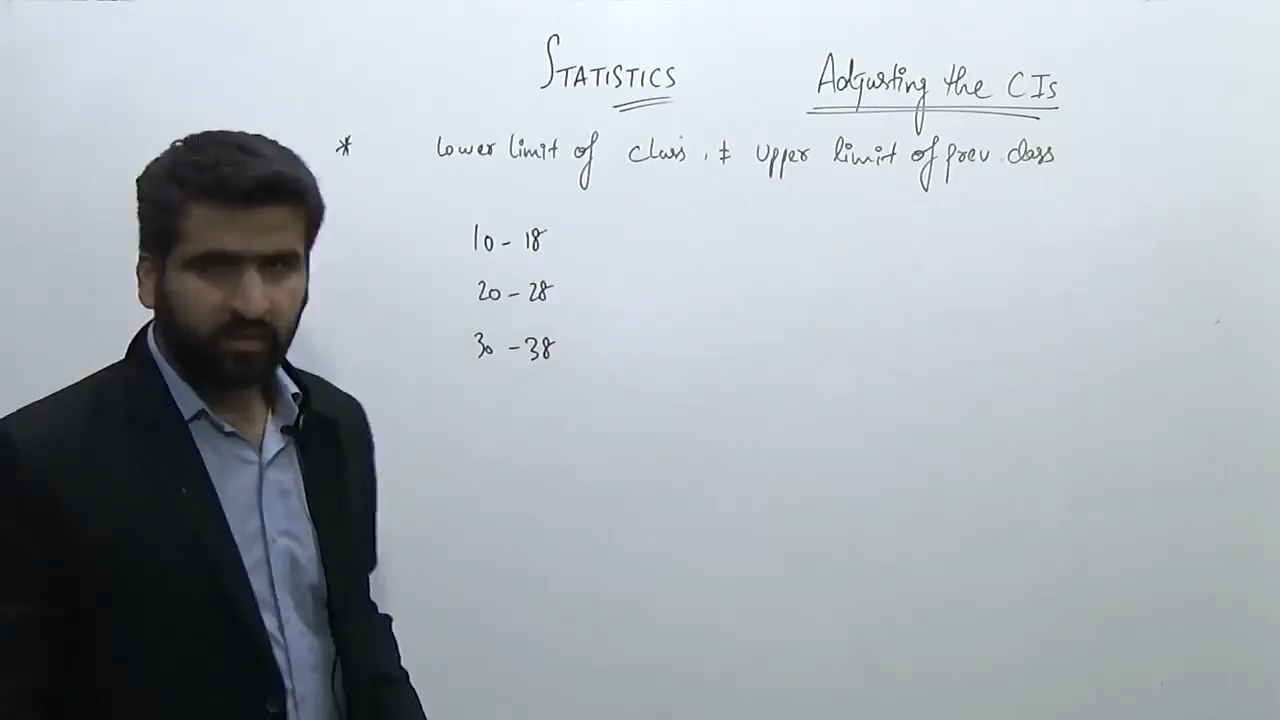 STATISTICS
Adjusting the CIs
* Lower limit of class ≠ Upper limit of prev. class
10 - 18
20 - 28
30 - 38